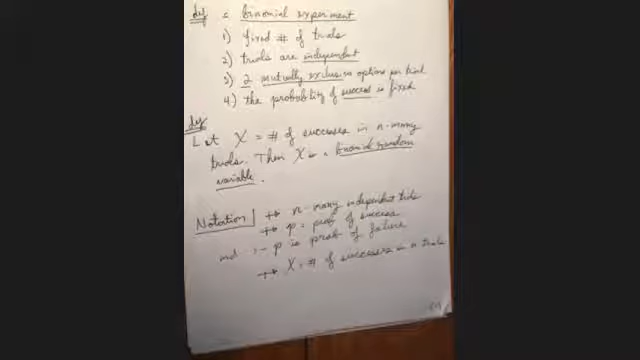 def = binomial experiment
1) fixed # of trials
2) trials are independent
3) 2 mutually exclusive options per trial
4) the probability of success is fixed
def
Let X = # of successes in n-many
trials. Then X is a binomial random
variable.
Notation | ↔ n-many independent trials
↔ p = prob of success
and 1-p is prob of failure
↔ X = # of successes in n trials